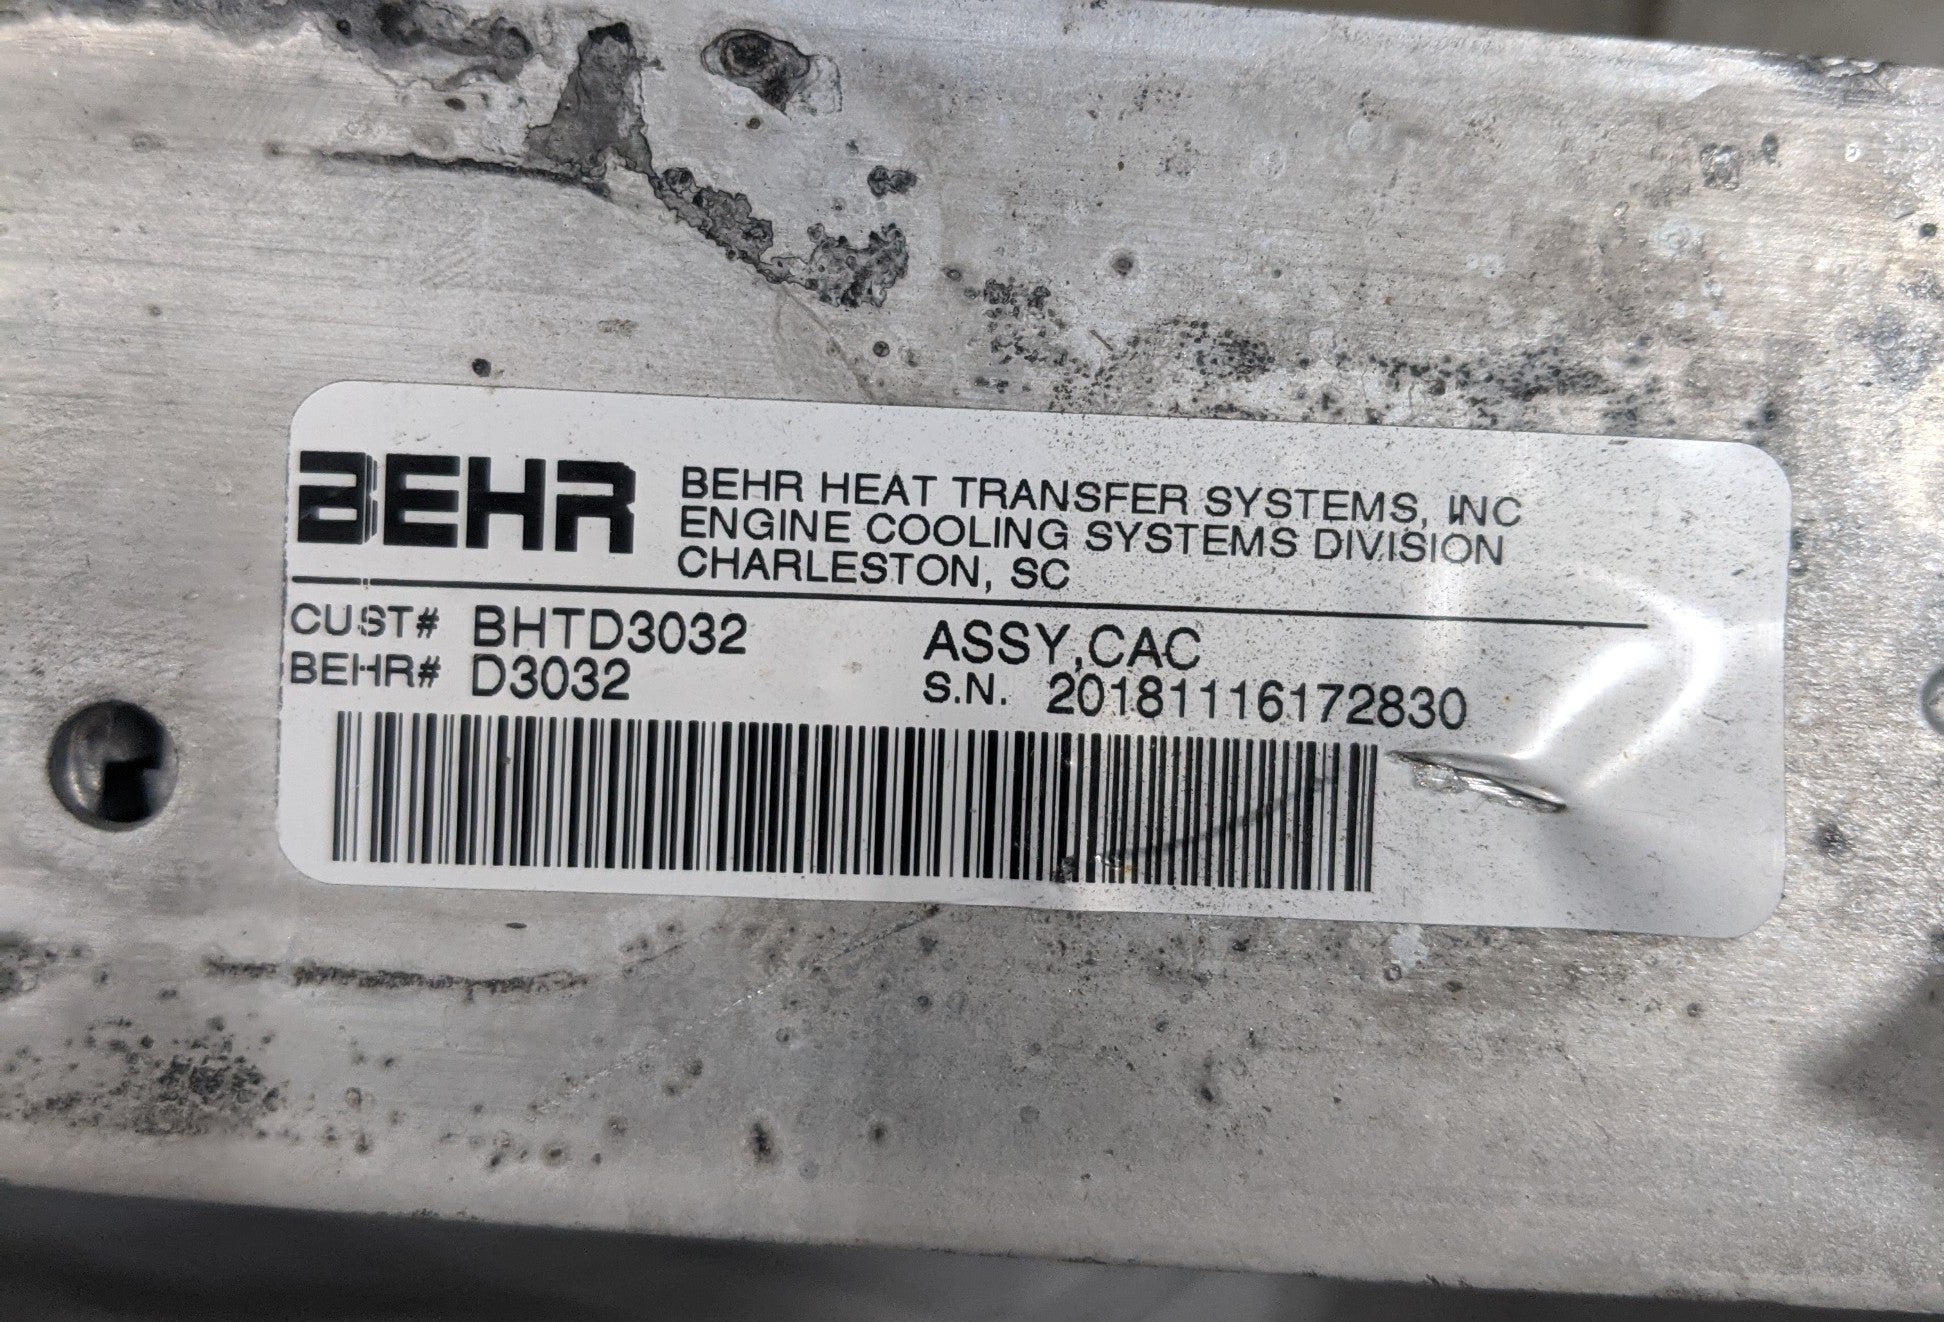 BEHR
BEHR HEAT TRANSFER SYSTEMS, INC
ENGINE COOLING SYSTEMS DIVISION
CHARLESTON, SC
CUST# BHTD3032
ASSY,CAC
BEHR# D3032
S.N. 20181116172830